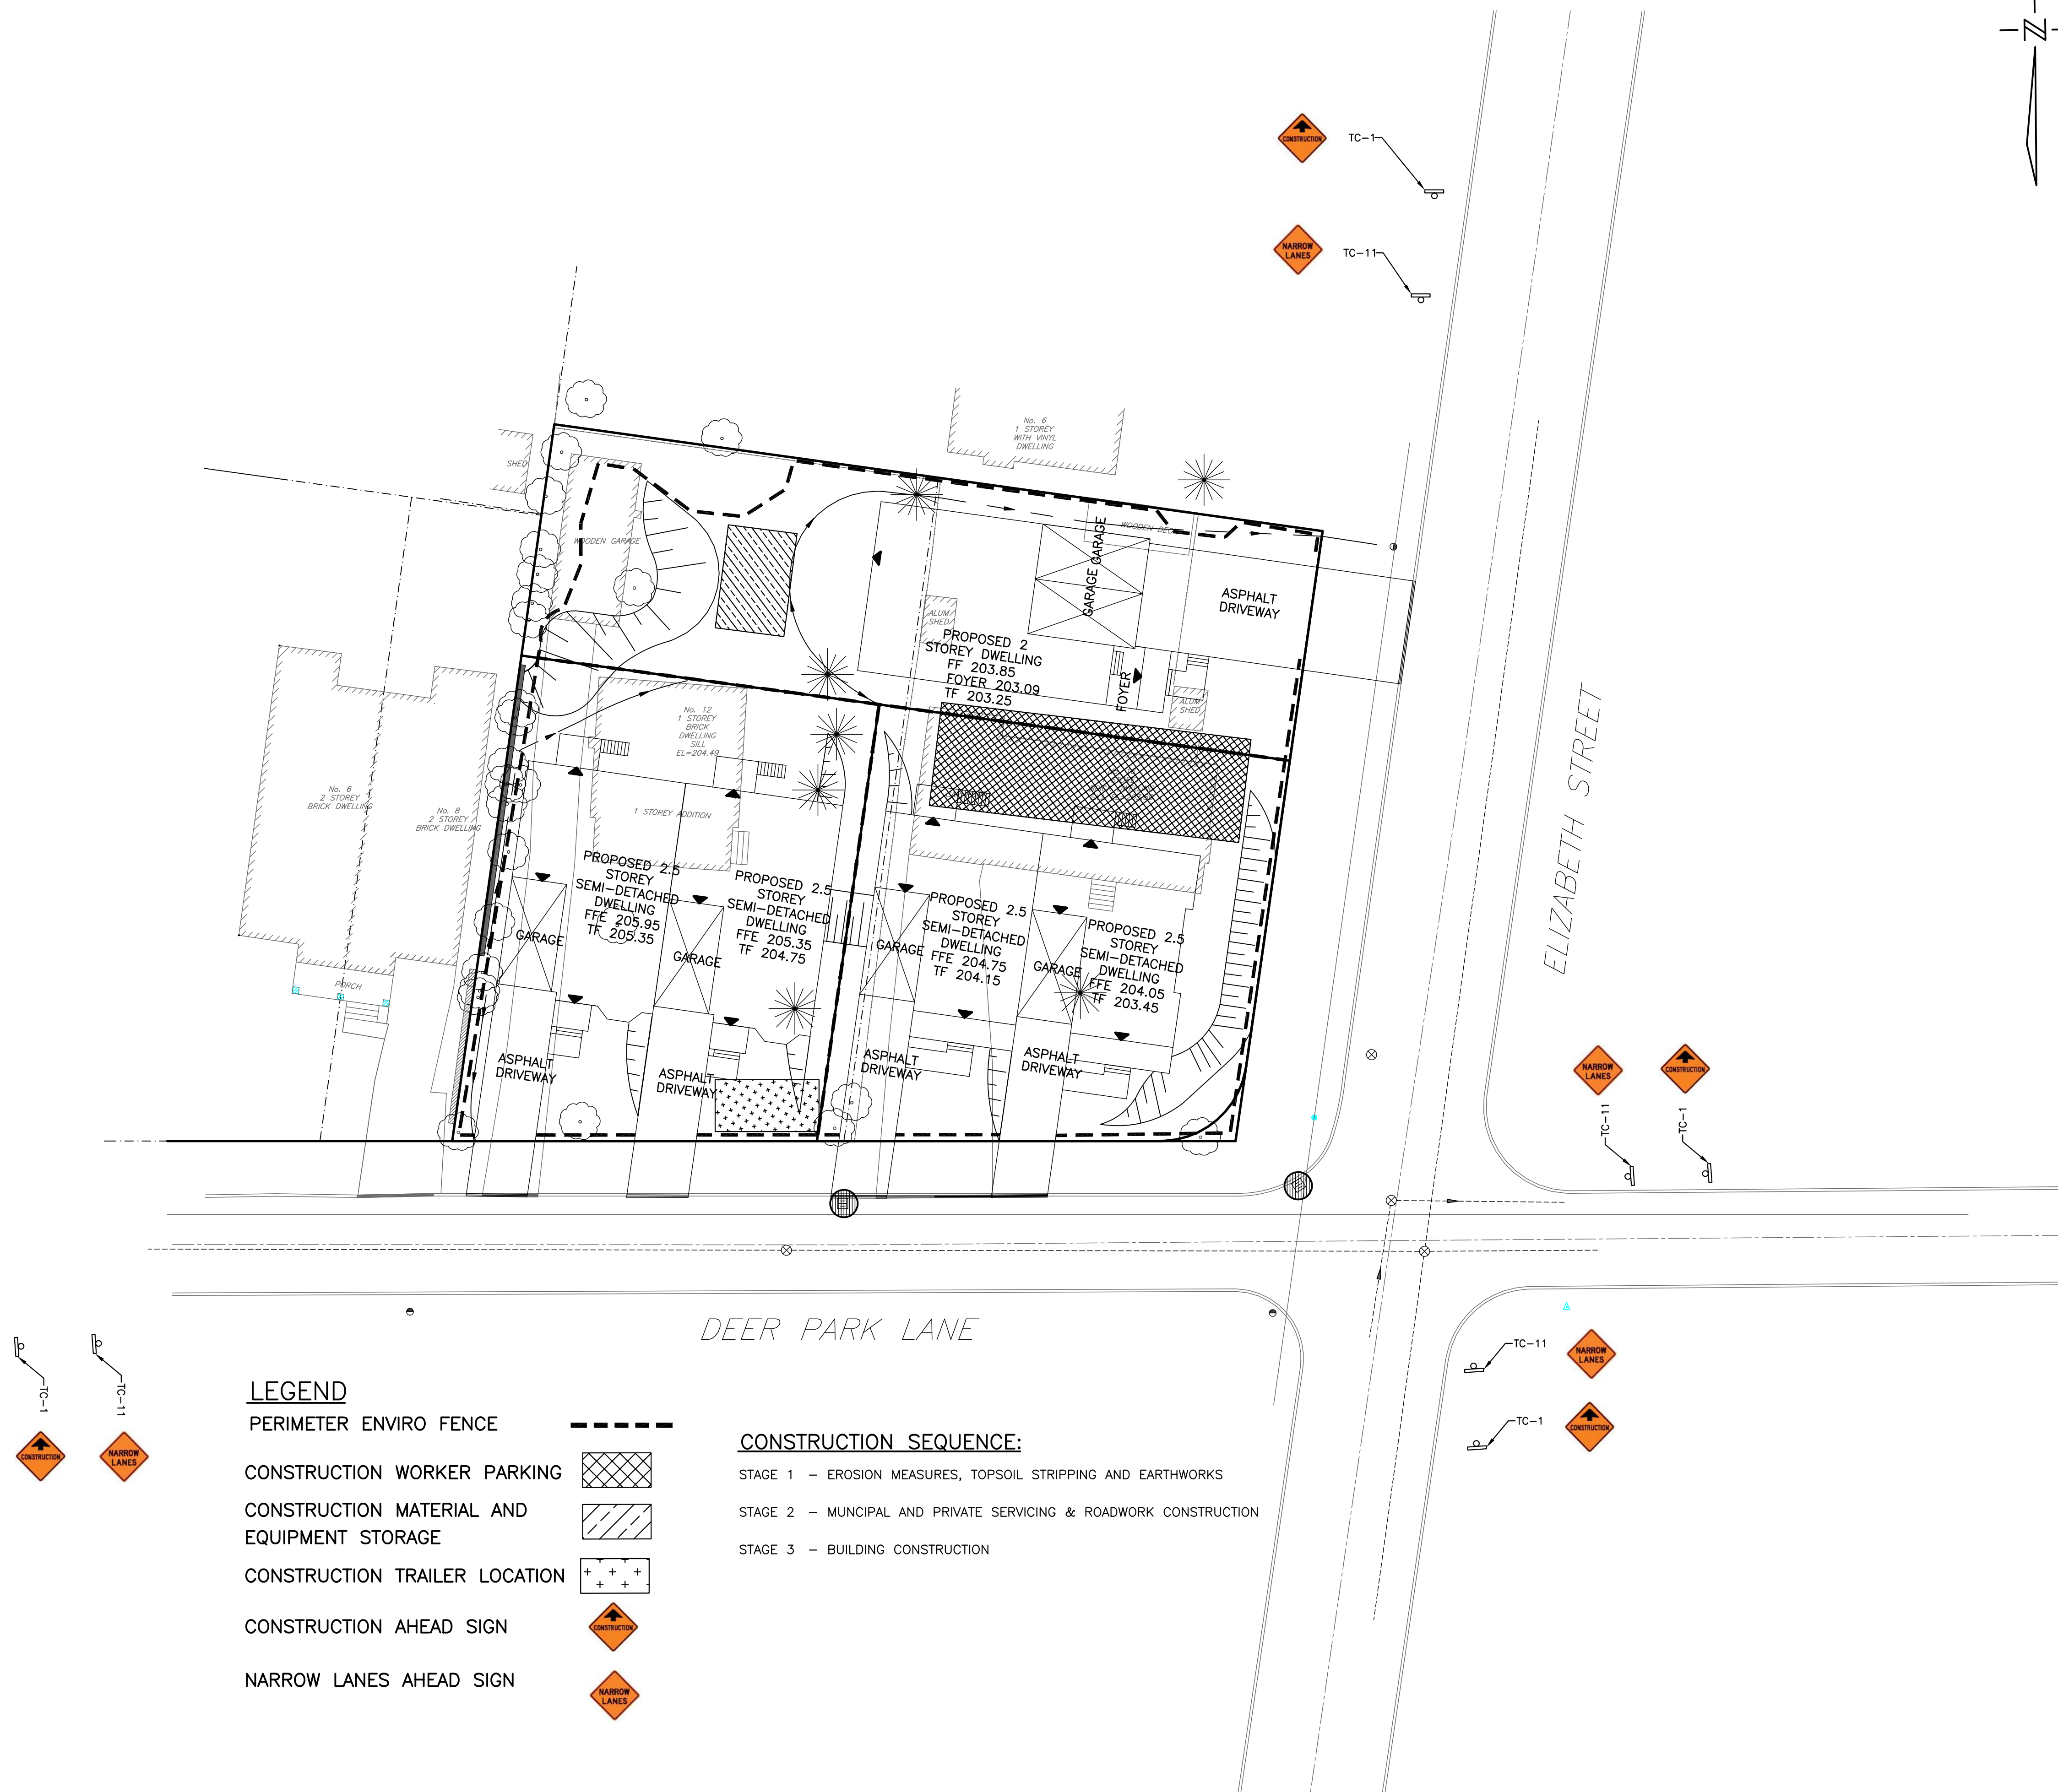 N
CONSTRUCTION
TC-1
NARROW
LANES
TC-11
No. 6
1 STOREY
WITH VINYL
DWELLING
SHED
WOODEN GARAGE
WOODEN DECK
GARAGE GARAGE
ASPHALT
DRIVEWAY
ALUM
SHED
PROPOSED 2
STOREY DWELLING
FF 203.85
FOYER 203.09
TF 203.25
FOYER
ALUM
SHED
No. 12
1 STOREY
BRICK
DWELLING
SILL
EL=204.49
1 STOREY ADDITION
No. 6
2 STOREY
BRICK DWELLING
No. 8
2 STOREY
BRICK DWELLING
PORCH
ELIZABETH STREET
PROPOSED 2.5
STOREY
SEMI-DETACHED
DWELLING
FFE 205.95
TF 205.35
GARAGE
PROPOSED 2.5
STOREY
SEMI-DETACHED
DWELLING
FFE 205.35
TF 204.75
GARAGE
PROPOSED 2.5
STOREY
SEMI-DETACHED
DWELLING
FFE 204.75
TF 204.15
GARAGE
PROPOSED 2.5
STOREY
SEMI-DETACHED
DWELLING
FFE 204.05
TF 203.45
GARAGE
ASPHALT
DRIVEWAY
ASPHALT
DRIVEWAY
ASPHALT
DRIVEWAY
ASPHALT
DRIVEWAY
NARROW
LANES
CONSTRUCTION
TC-11
TC-1
DEER PARK LANE
TC-11
NARROW
LANES
TC-1
CONSTRUCTION
TC-1
TC-11
CONSTRUCTION
NARROW
LANES
LEGEND
PERIMETER ENVIRO FENCE
CONSTRUCTION WORKER PARKING
CONSTRUCTION MATERIAL AND
EQUIPMENT STORAGE
CONSTRUCTION TRAILER LOCATION
CONSTRUCTION AHEAD SIGN
CONSTRUCTION
NARROW LANES AHEAD SIGN
NARROW
LANES
CONSTRUCTION SEQUENCE:
STAGE 1 - EROSION MEASURES, TOPSOIL STRIPPING AND EARTHWORKS
STAGE 2 - MUNCIPAL AND PRIVATE SERVICING & ROADWORK CONSTRUCTION
STAGE 3 - BUILDING CONSTRUCTION